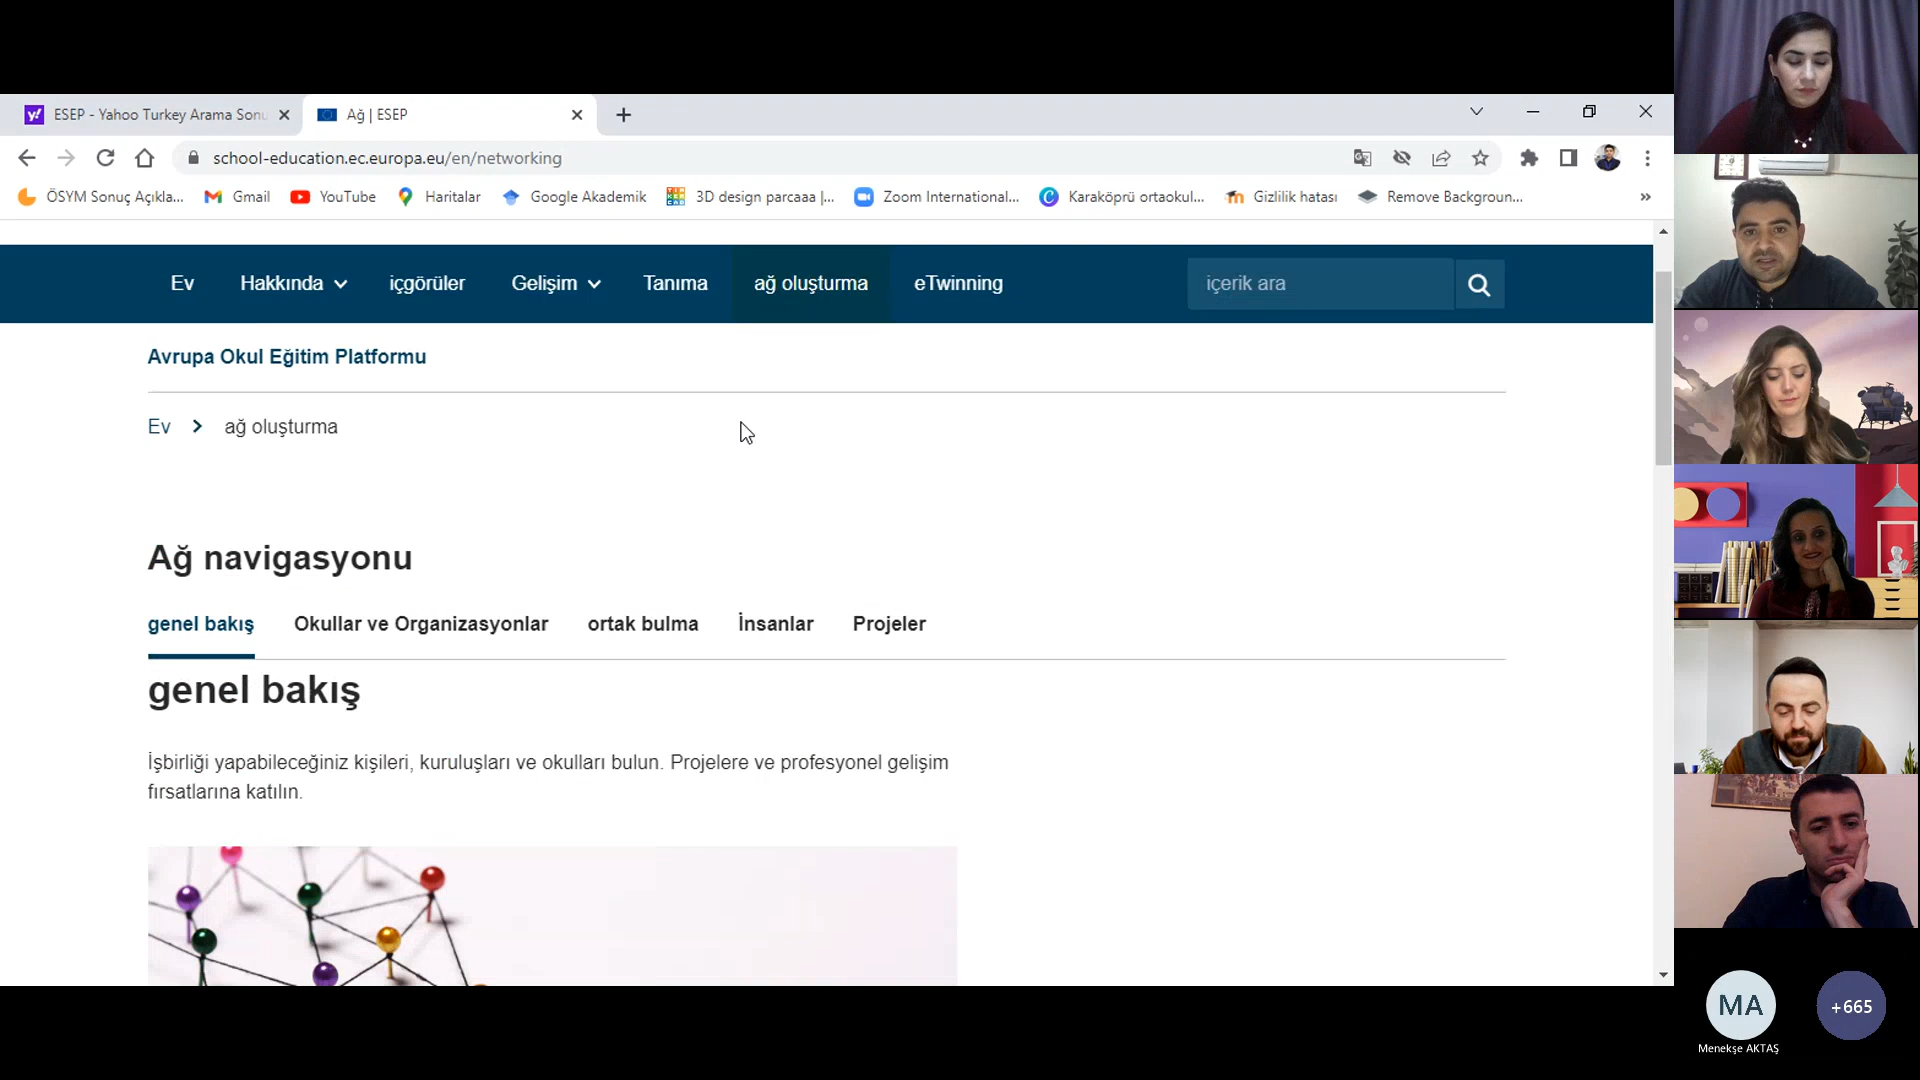 ESEP - Yahoo Turkey Arama Sonu
Ağ | ESEP
school-education.ec.europa.eu/en/networking
ÖSYM Sonuç Açıkla...
Gmail
YouTube
Haritalar
Google Akademik
3D design parcaaa |...
Zoom International...
Karaköprü ortaokul...
Gizlilik hatası
Remove Backgroun...
»
Ev
Hakkında
içgörüler
Gelişim
Tanıma
ağ oluşturma
eTwinning
içerik ara
Avrupa Okul Eğitim Platformu
Ev > ağ oluşturma
Ağ navigasyonu
genel bakış
Okullar ve Organizasyonlar
ortak bulma
İnsanlar
Projeler
genel bakış
İşbirliği yapabileceğiniz kişileri, kuruluşları ve okulları bulun. Projelere ve profesyonel gelişim
fırsatlarına katılın.
MA
+665
Menekşe AKTAŞ